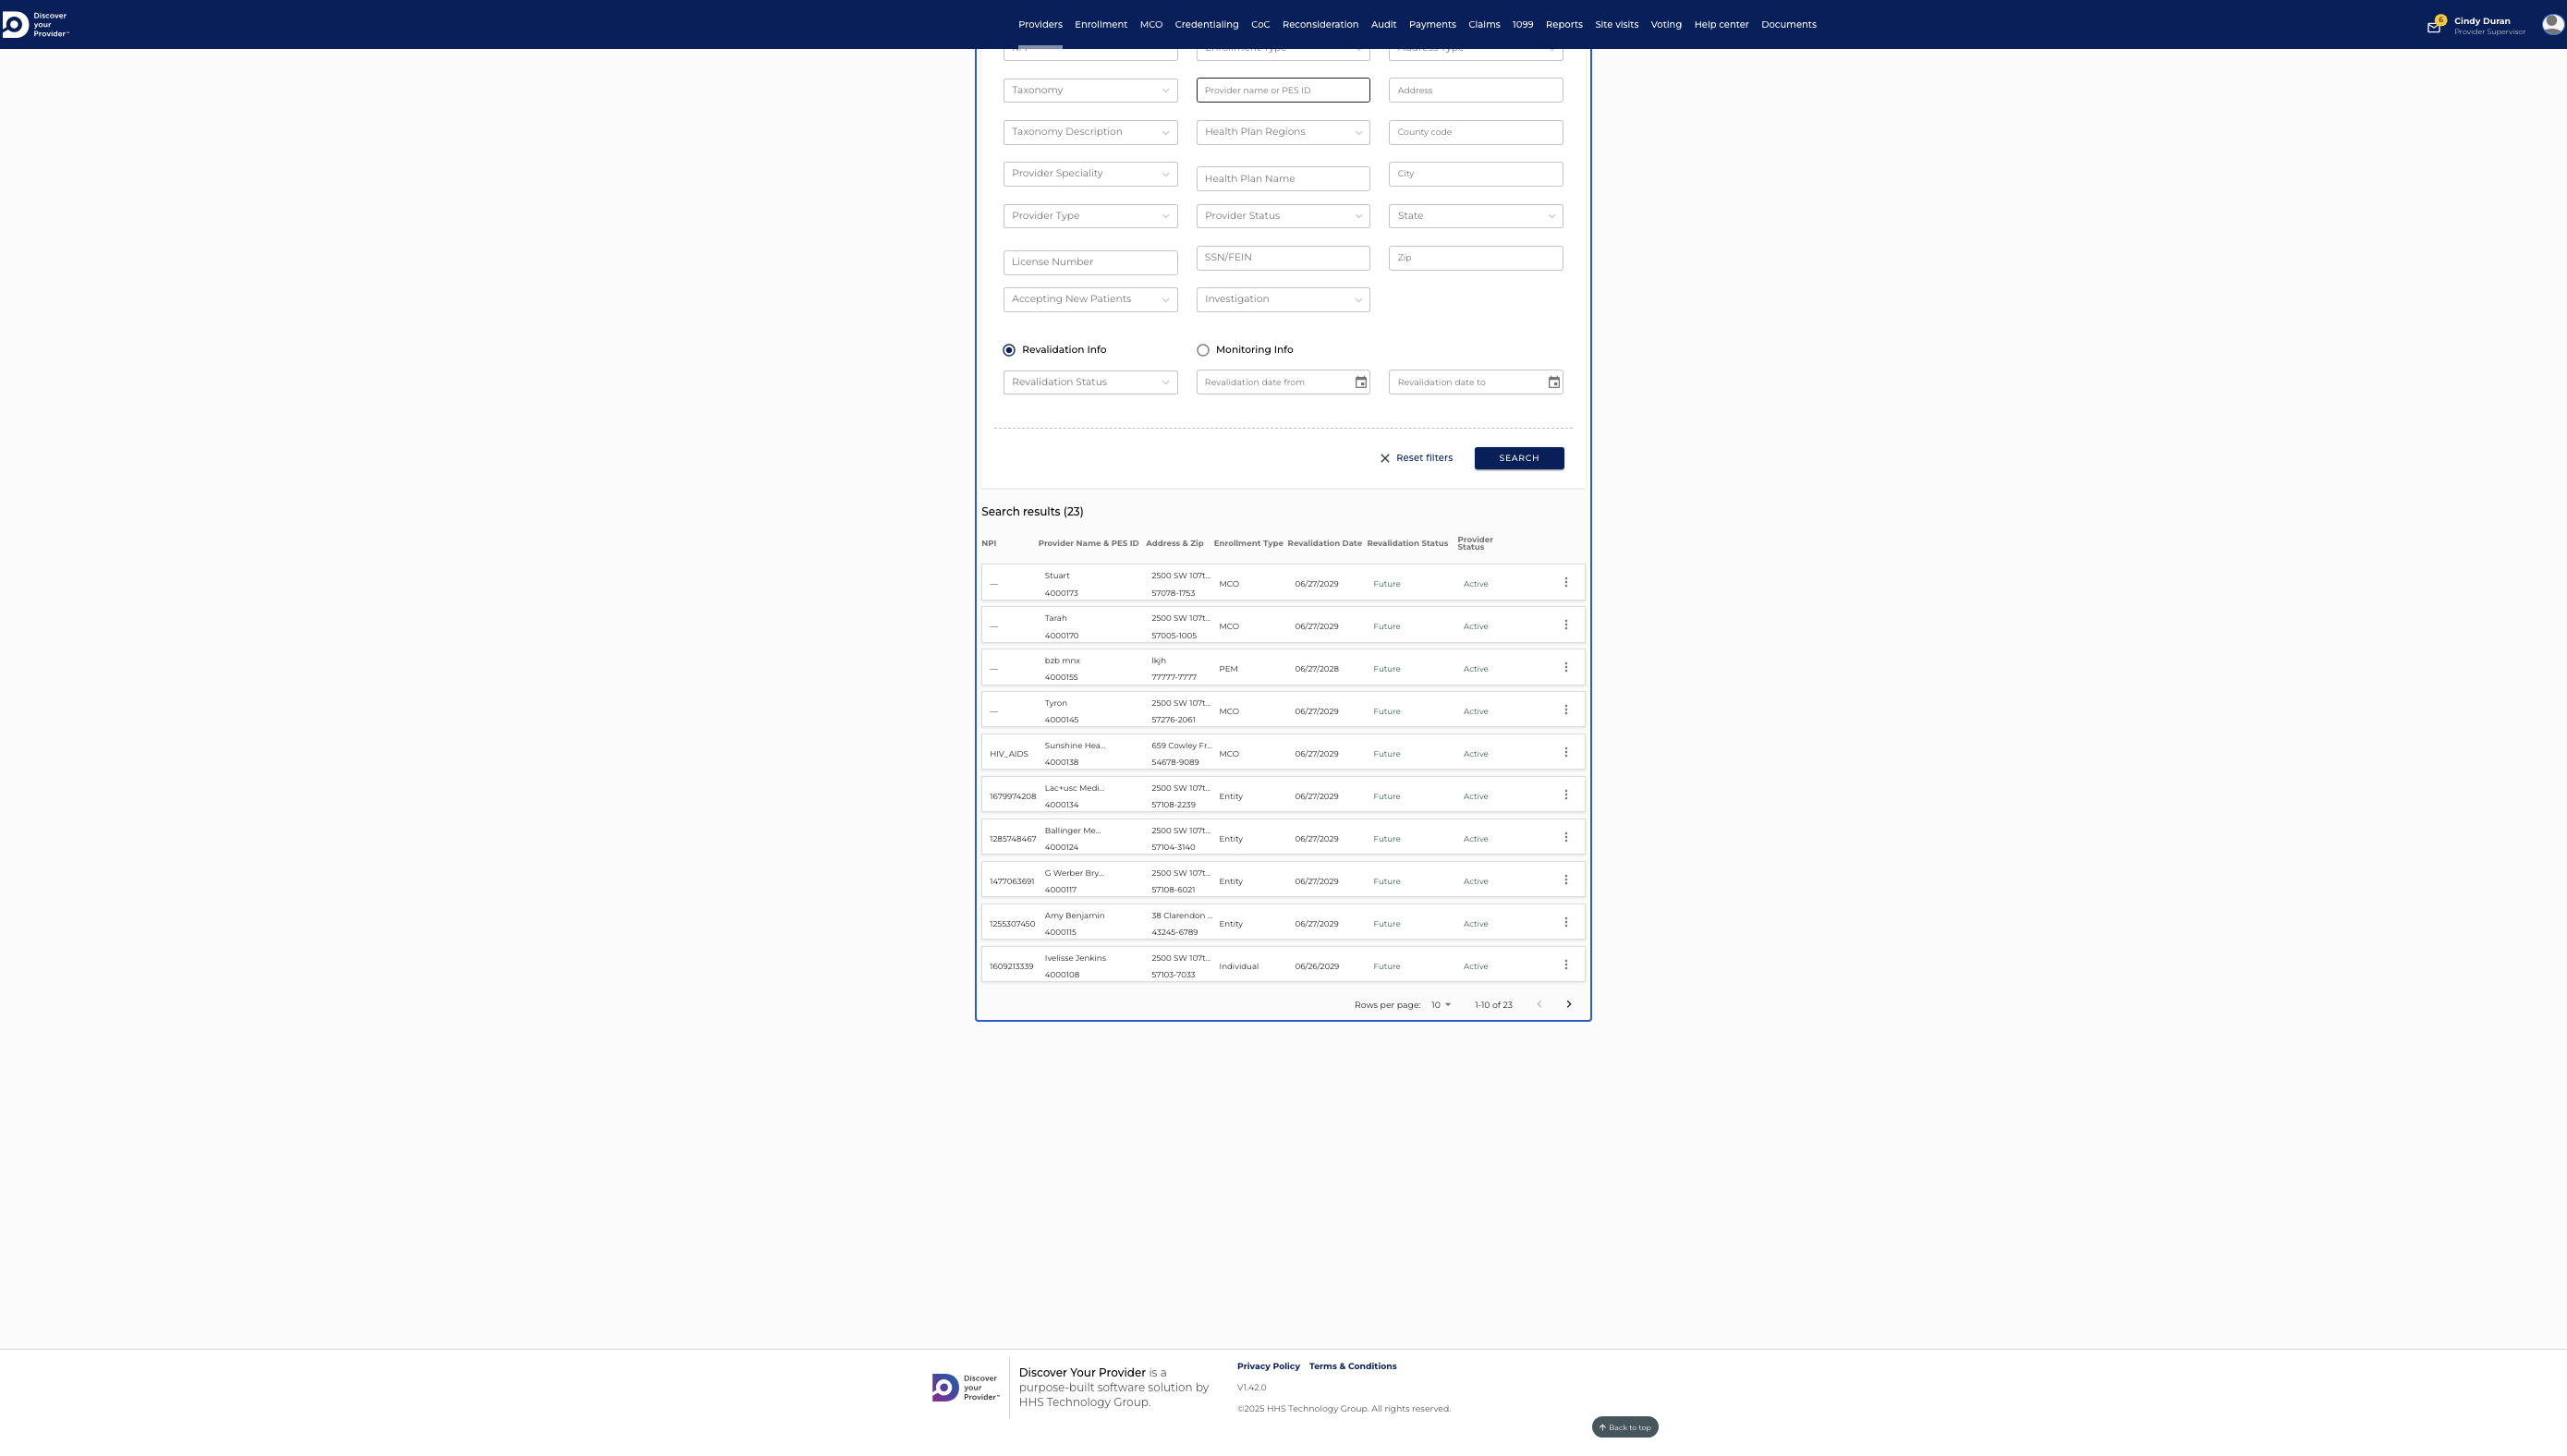 Discover
your
Provider™
Providers Enrollment MCO Credentialing CoC Reconsideration Audit Payments Claims 1099 Reports Site visits Voting Help center Documents
6
Cindy Duran
Provider Supervisor
Taxonomy
Provider name or PES ID
Address
Taxonomy Description
Health Plan Regions
County code
Provider Speciality
Health Plan Name
City
Provider Type
Provider Status
State
License Number
SSN/FEIN
Zip
Accepting New Patients
Investigation
Revalidation Info
Monitoring Info
Revalidation Status
Revalidation date from
Revalidation date to
Reset filters
SEARCH
Search results (23)
NPI Provider Name & PES ID Address & Zip Enrollment Type Revalidation Date Revalidation Status Provider Status
— Stuart 2500 SW 107t... MCO 06/27/2029 Future Active
4000173 57078-1753
— Tarah 2500 SW 107t... MCO 06/27/2029 Future Active
4000170 57005-1005
— bzb mnx lkjh PEM 06/27/2028 Future Active
4000155 77777-7777
— Tyron 2500 SW 107t... MCO 06/27/2029 Future Active
4000145 57276-2061
HIV_AIDS Sunshine Hea... 659 Cowley Fr... MCO 06/27/2029 Future Active
4000138 54678-9089
1679974208 Lac+usc Medi... 2500 SW 107t... Entity 06/27/2029 Future Active
4000134 57108-2239
1285748467 Ballinger Me... 2500 SW 107t... Entity 06/27/2029 Future Active
4000124 57104-3140
1477063691 G Werber Bry... 2500 SW 107t... Entity 06/27/2029 Future Active
4000117 57108-6021
1255307450 Amy Benjamin 38 Clarendon ... Entity 06/27/2029 Future Active
4000115 43245-6789
1609213339 Ivelisse Jenkins 2500 SW 107t... Individual 06/26/2029 Future Active
4000108 57103-7033
Rows per page: 10 1-10 of 23
Discover
your
Provider™
Discover Your Provider is a
purpose-built software solution by
HHS Technology Group.
Privacy Policy Terms & Conditions
V1.42.0
©2025 HHS Technology Group. All rights reserved.
Back to top